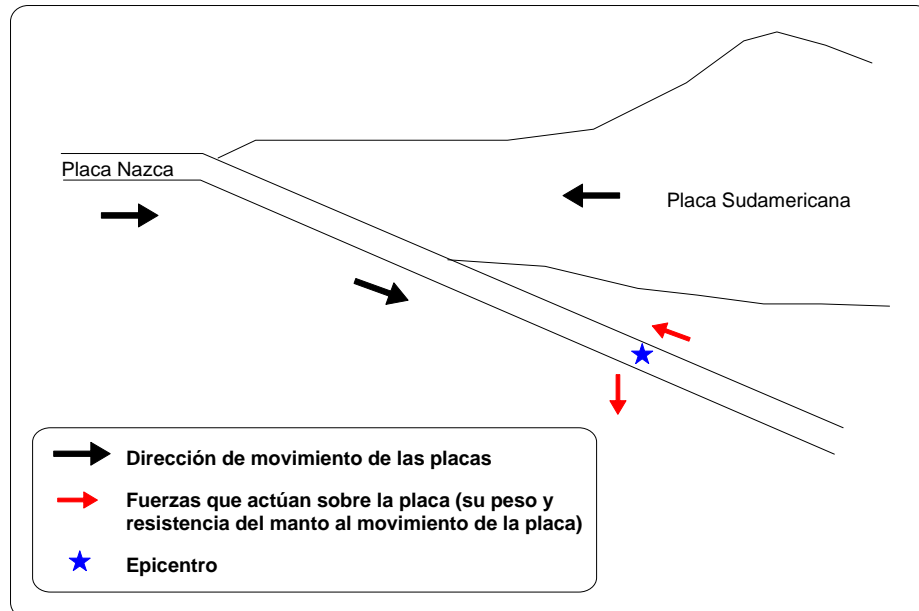 Placa Nazca
Placa Sudamericana
Dirección de movimiento de las placas
Fuerzas que actúan sobre la placa (su peso y
resistencia del manto al movimiento de la placa)
Epicentro